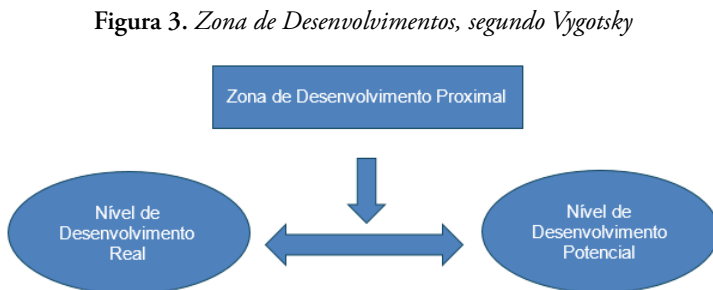 Figura 3. Zona de Desenvolvimentos, segundo Vygotsky
Zona de Desenvolvimento Proximal
Nível de
Desenvolvimento
Real
Nível de
Desenvolvimento
Potencial